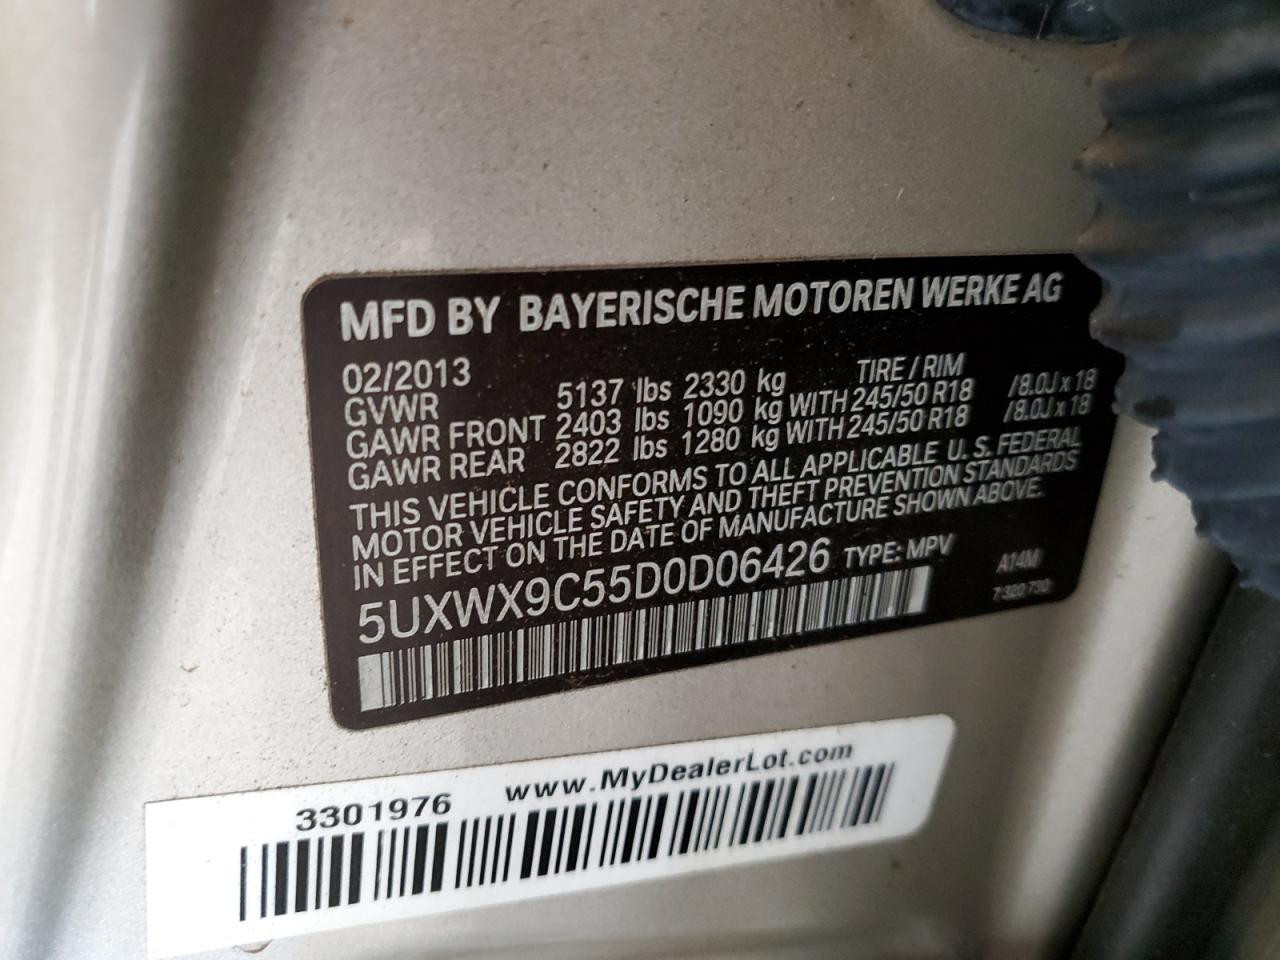 MFD BY BAYERISCHE MOTOREN WERKE AG
02/2013 TIRE / RIM
GVWR 5137 lbs 2330 kg
GAWR FRONT 2403 lbs 1090 kg WITH 245/50 R18 /8.0J x 18
GAWR REAR 2822 lbs 1280 kg WITH 245/50 R18 /8.0J x 18
THIS VEHICLE CONFORMS TO ALL APPLICABLE U. S. FEDERAL
MOTOR VEHICLE SAFETY AND THEFT PREVENTION STANDARDS
IN EFFECT ON THE DATE OF MANUFACTURE SHOWN ABOVE.
5UXWX9C55D0D06426 TYPE: MPV A14M
7 320 730
3301976 www.MyDealerLot.com